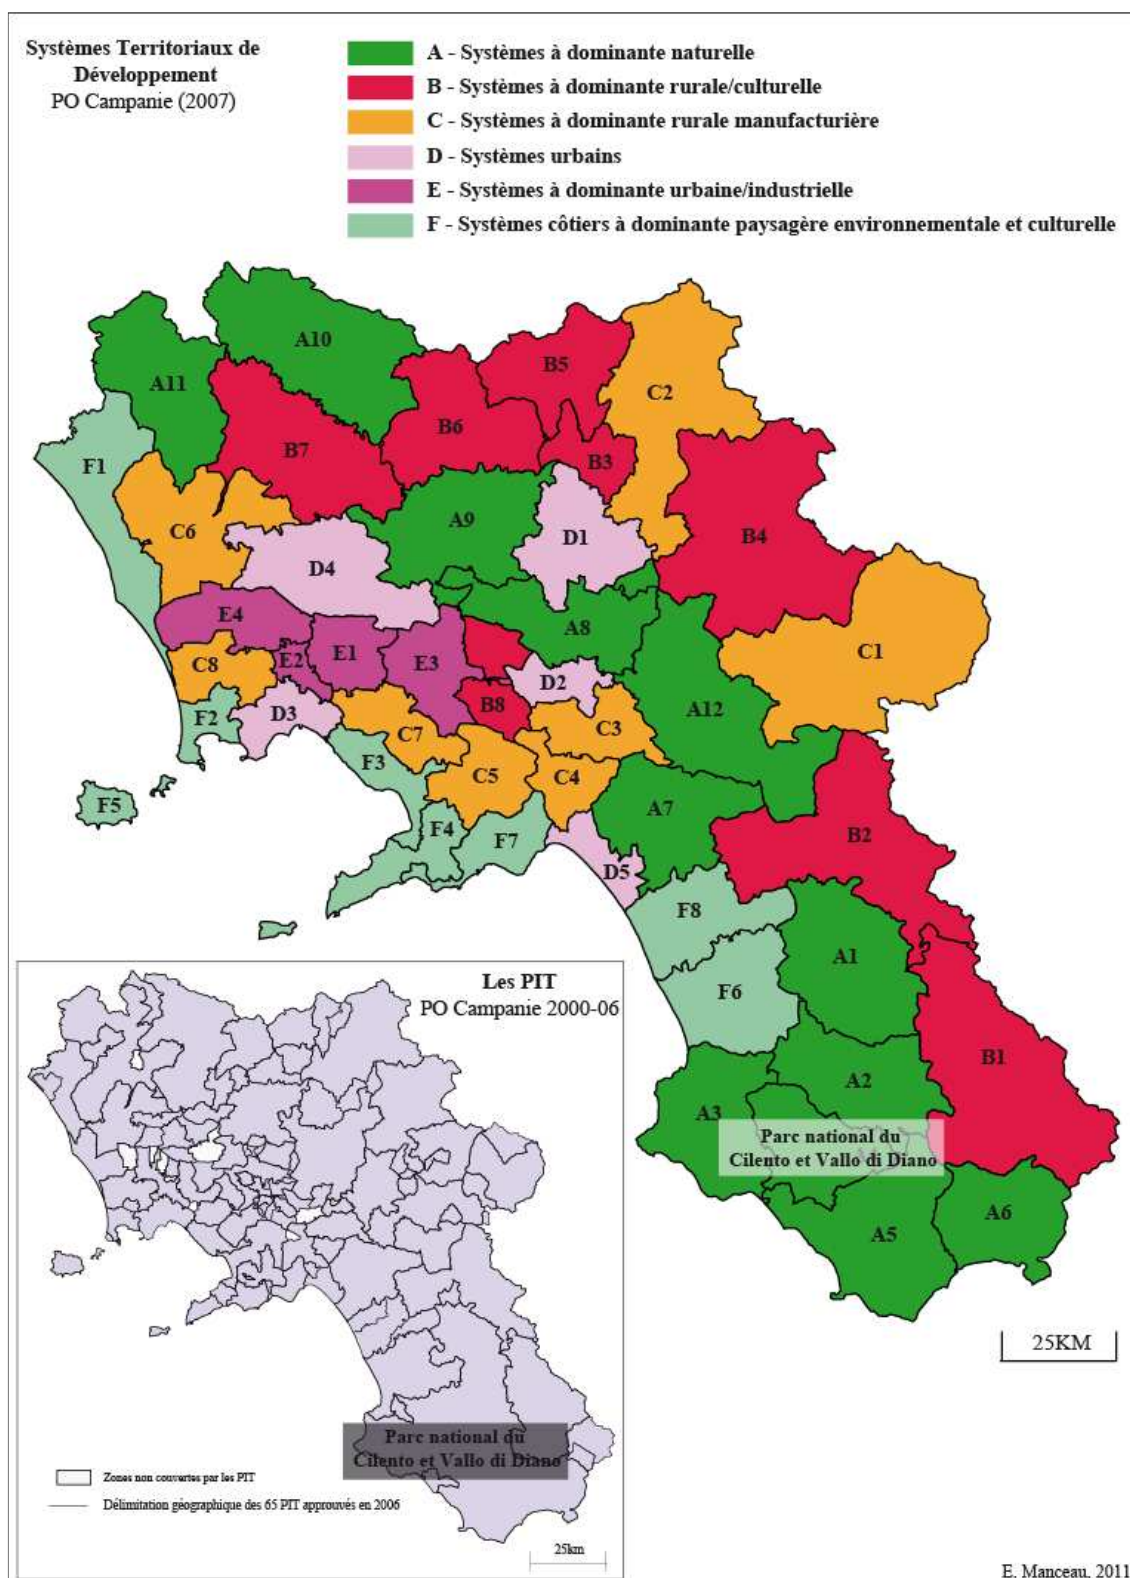 Systèmes Territoriaux de
Développement
PO Campanie (2007)
A - Systèmes à dominante naturelle
B - Systèmes à dominante rurale/culturelle
C - Systèmes à dominante rurale manufacturière
D - Systèmes urbains
E - Systèmes à dominante urbaine/industrielle
F - Systèmes côtiers à dominante paysagère environnementale et culturelle
A10
A11
B5
C2
B6
B7
B3
F1
A9
C6
D1
B4
D4
E4
A8
C1
E2
E1
E3
C8
D2
B8
A12
F2
D3
C7
C3
F3
C5
C4
F5
A7
F4
F7
B2
D5
F8
A1
F6
B1
A2
A3
Parc national du
Cilento et Vallo di Diano
A5
A6
25KM
Les PIT
PO Campanie 2000-06
Parc national du
Cilento et Vallo di Diano
Zones non couvertes par les PIT
Délimitation géographique des 65 PIT approuvés en 2006
25km
E. Manceau, 2011